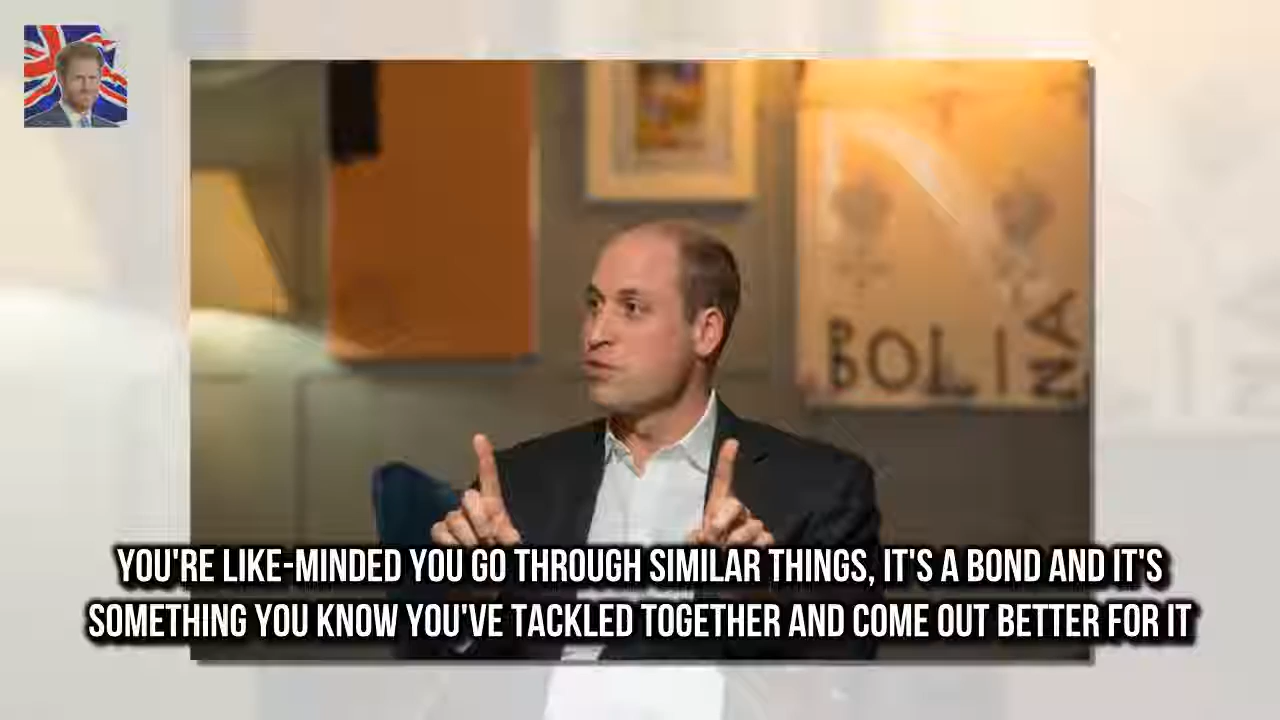 BOLI
NA
YOU'RE LIKE-MINDED YOU GO THROUGH SIMILAR THINGS, IT'S A BOND AND IT'S
SOMETHING YOU KNOW YOU'VE TACKLED TOGETHER AND COME OUT BETTER FOR IT